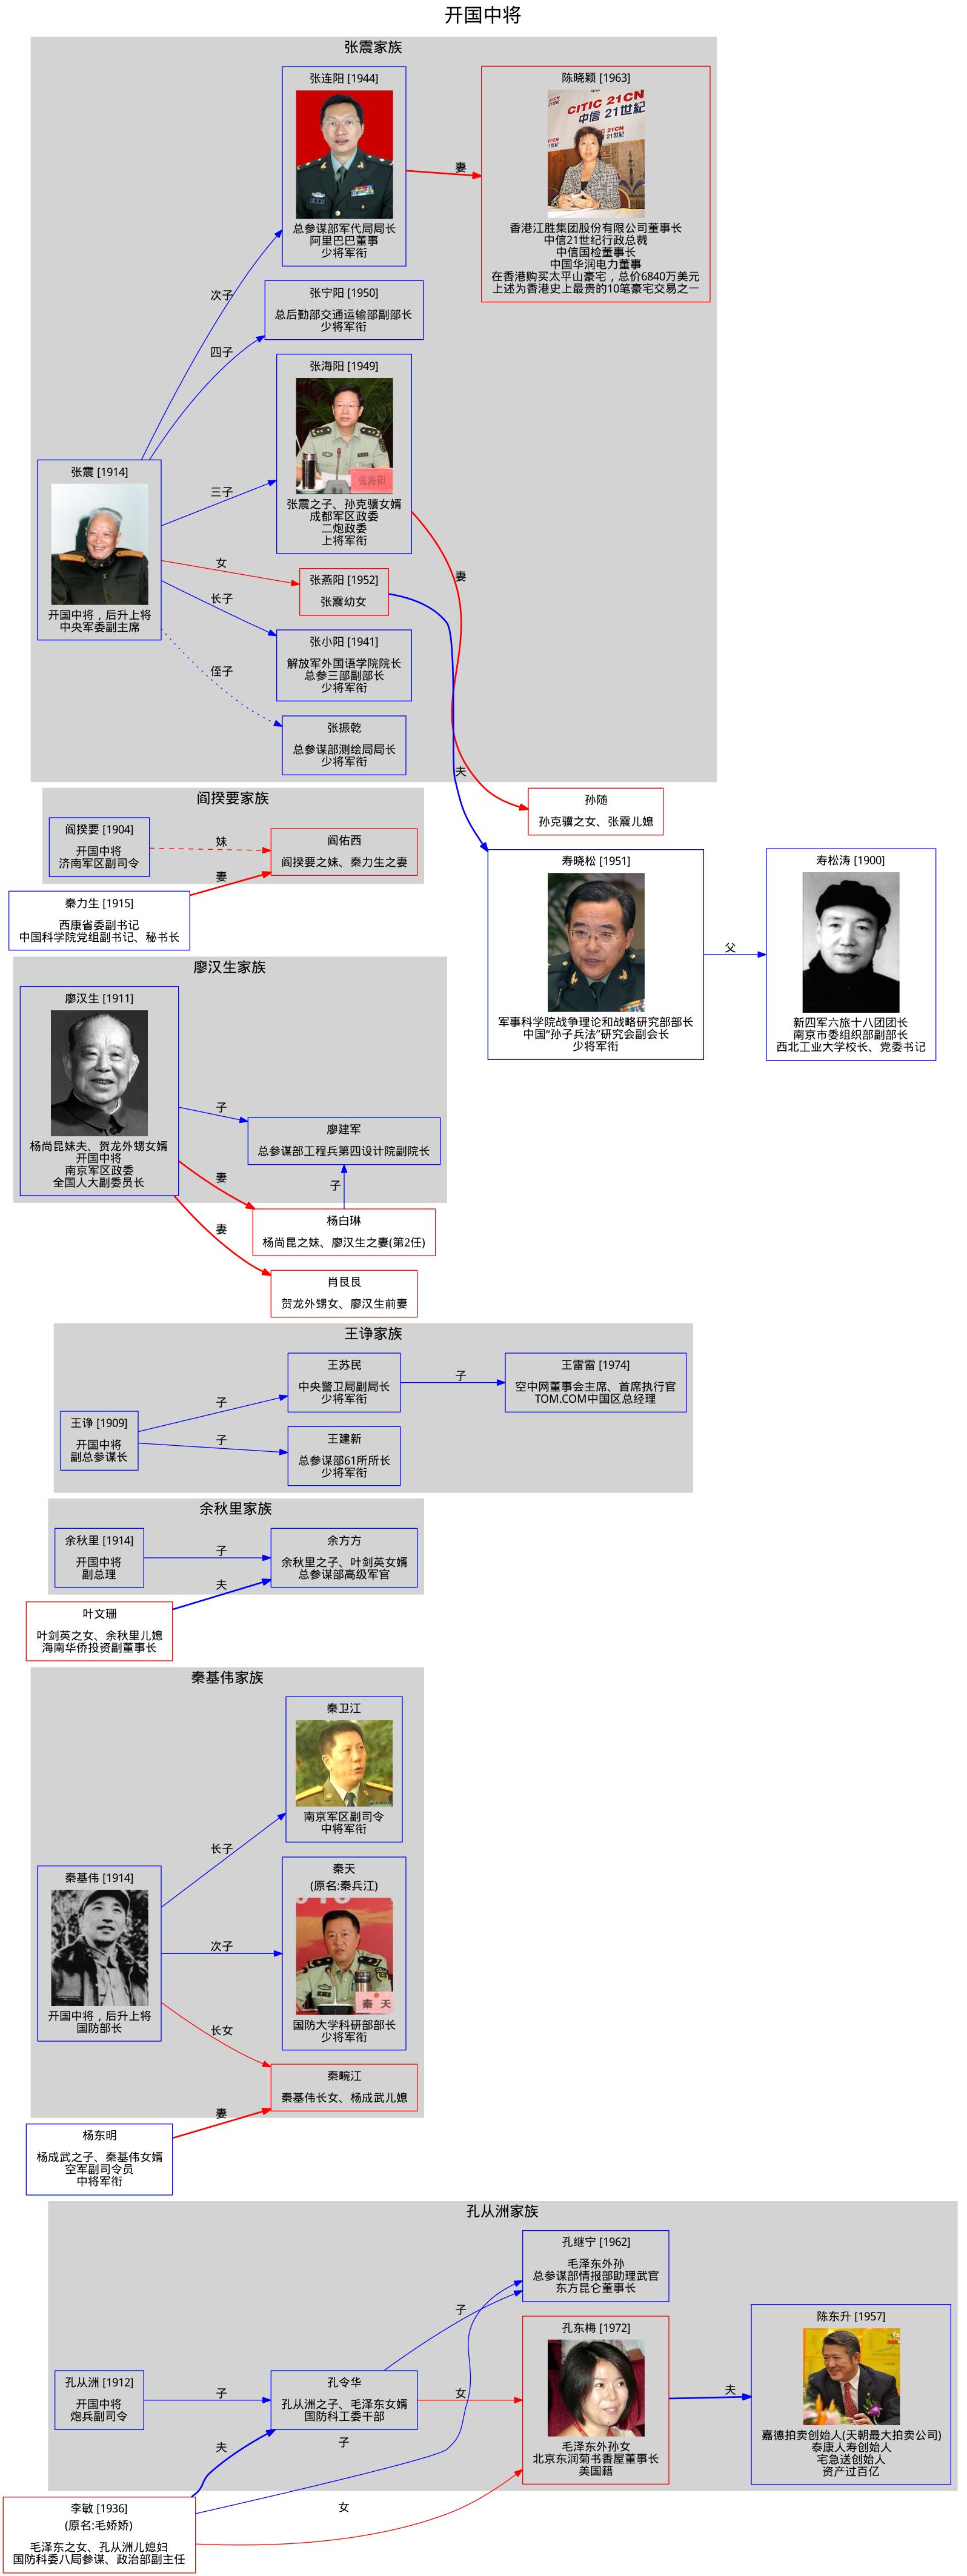 开国中将
张震家族
张连阳 [1944]
总参谋部军代局局长
阿里巴巴董事
少将军衔
妻
陈晓颖 [1963]
CITIC 21CN
中信 21世紀
香港江胜集团股份有限公司董事长
中信21世纪行政总裁
中信国检董事长
中国华润电力董事
在香港购买太平山豪宅，总价6840万美元
上述为香港史上最贵的10笔豪宅交易之一
次子
张宁阳 [1950]
总后勤部交通运输部副部长
少将军衔
四子
张海阳 [1949]
张海阳
张震之子、孙克骥女婿
成都军区政委
二炮政委
上将军衔
张震 [1914]
开国中将，后升上将
中央军委副主席
三子
女
张燕阳 [1952]
张震幼女
妻
长子
张小阳 [1941]
解放军外国语学院院长
总参三部副部长
少将军衔
侄子
张振乾
总参谋部测绘局局长
少将军衔
夫
孙随
孙克骥之女、张震儿媳
阎揆要家族
阎揆要 [1904]
开国中将
济南军区副司令
妹
阎佑西
阎揆要之妹、秦力生之妻
妻
秦力生 [1915]
西康省委副书记
中国科学院党组副书记、秘书长
寿晓松 [1951]
军事科学院战争理论和战略研究部部长
中国“孙子兵法”研究会副会长
少将军衔
父
寿松涛 [1900]
新四军六旅十八团团长
南京市委组织部副部长
西北工业大学校长、党委书记
廖汉生家族
廖汉生 [1911]
杨尚昆妹夫、贺龙外甥女婿
开国中将
南京军区政委
全国人大副委员长
子
廖建军
总参谋部工程兵第四设计院副院长
妻
子
杨白琳
杨尚昆之妹、廖汉生之妻(第2任)
妻
肖艮艮
贺龙外甥女、廖汉生前妻
王诤家族
王诤 [1909]
开国中将
副总参谋长
子
王苏民
中央警卫局副局长
少将军衔
子
王雷雷 [1974]
空中网董事会主席、首席执行官
TOM.COM中国区总经理
子
王建新
总参谋部61所所长
少将军衔
余秋里家族
余秋里 [1914]
开国中将
副总理
子
余方方
余秋里之子、叶剑英女婿
总参谋部高级军官
夫
叶文珊
叶剑英之女、余秋里儿媳
海南华侨投资副董事长
秦基伟家族
秦卫江
南京军区副司令
中将军衔
长子
秦基伟 [1914]
开国中将，后升上将
国防部长
次子
秦天
(原名:秦兵江)
秦 天
国防大学科研部部长
少将军衔
长女
秦畹江
秦基伟长女、杨成武儿媳
妻
杨东明
杨成武之子、秦基伟女婿
空军副司令员
中将军衔
孔从洲家族
孔继宁 [1962]
毛泽东外孙
总参谋部情报部助理武官
东方昆仑董事长
子
孔从洲 [1912]
开国中将
炮兵副司令
子
孔令华
孔从洲之子、毛泽东女婿
国防科工委干部
女
孔东梅 [1972]
毛泽东外孙女
北京东润菊书香屋董事长
美国籍
夫
陈东升 [1957]
嘉德拍卖创始人(天朝最大拍卖公司)
泰康人寿创始人
宅急送创始人
资产过百亿
夫
子
女
李敏 [1936]
(原名:毛娇娇)
毛泽东之女、孔从洲儿媳妇
国防科委八局参谋、政治部副主任